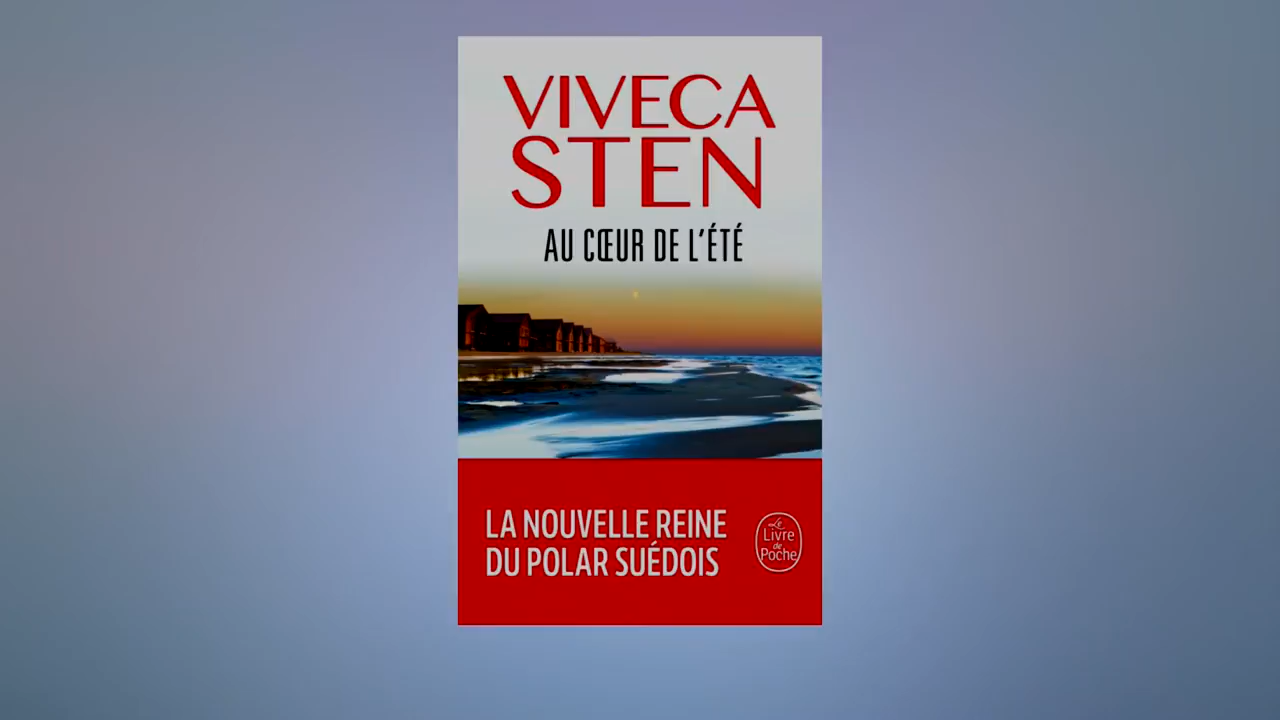 VIVECA
STEN
AU CŒUR DE L'ÉTÉ
LA NOUVELLE REINE
DU POLAR SUÉDOIS
Le
Livre
de
Poche